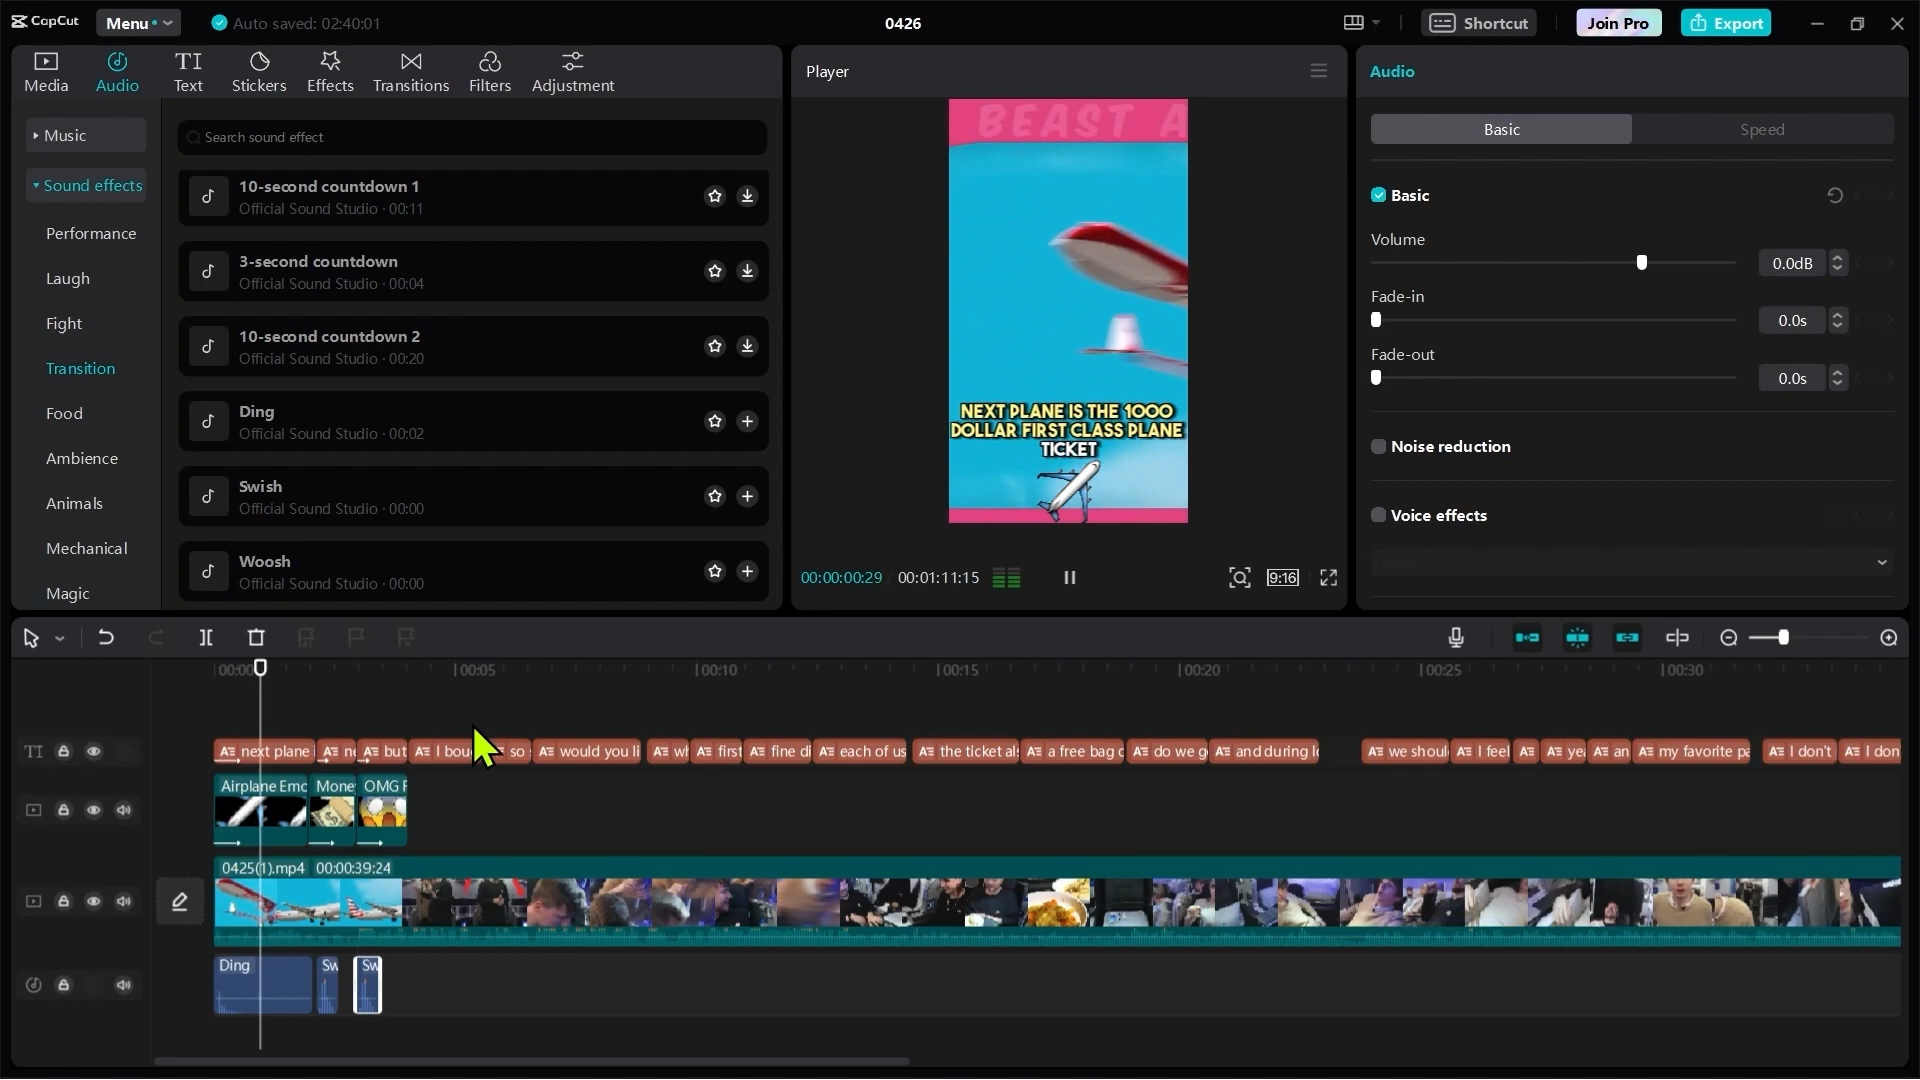 CapCut
Menu
Auto saved: 02:40:01
0426
Shortcut
Join Pro
Export
Media
Audio
Text
Stickers
Effects
Transitions
Filters
Adjustment
Music
Sound effects
Performance
Laugh
Fight
Transition
Food
Ambience
Animals
Mechanical
Magic
Search sound effect
10-second countdown 1
Official Sound Studio · 00:11
3-second countdown
Official Sound Studio · 00:04
10-second countdown 2
Official Sound Studio · 00:20
Ding
Official Sound Studio · 00:02
Swish
Official Sound Studio · 00:00
Woosh
Official Sound Studio · 00:00
Player
BEAST A
NEXT PLANE IS THE 1000
DOLLAR FIRST CLASS PLANE
TICKET
00:00:00:29
00:01:11:15
9:16
Audio
Basic
Speed
Basic
Volume
0.0dB
Fade-in
0.0s
Fade-out
0.0s
Noise reduction
Voice effects
00:0
00:05
00:10
00:15
00:20
00:25
00:30
TI
next plane i
ne
but
I bou
so
would you li
wh
first
fine di
each of us
the ticket als
a free bag c
do we g
and during lo
we shoul
I feel
yea
an
my favorite pa
I don't
I don
Airplane Emo
Money
OMG F
0425(1).mp4 00:00:39:24
Ding
Sw
Sw